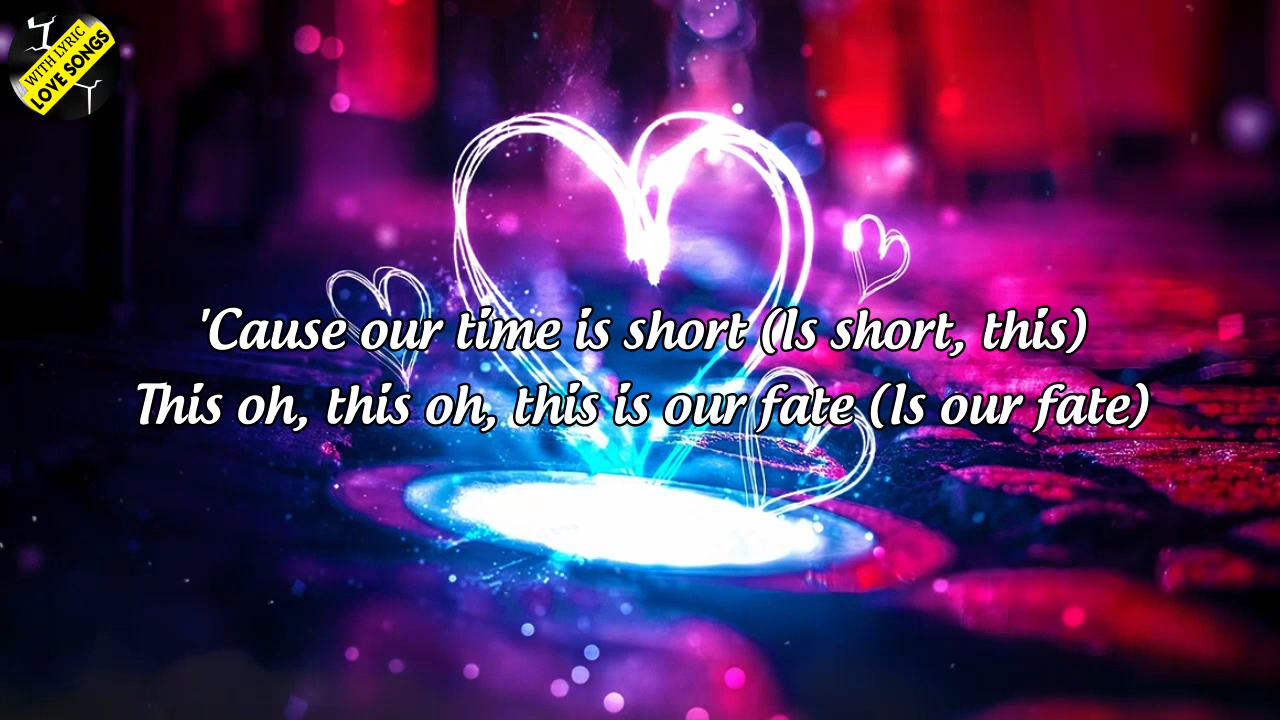 WITH LYRIC
LOVE SONGS
'Cause our time is short (Is short, this)
This oh, this oh, this is our fate (Is our fate)